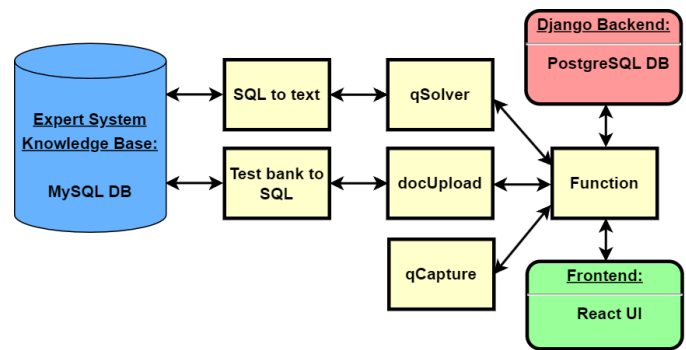 Expert System
Knowledge Base:
MySQL DB
SQL to text
Test bank to
SQL
qSolver
docUpload
qCapture
Function
Django Backend:
PostgreSQL DB
Frontend:
React UI